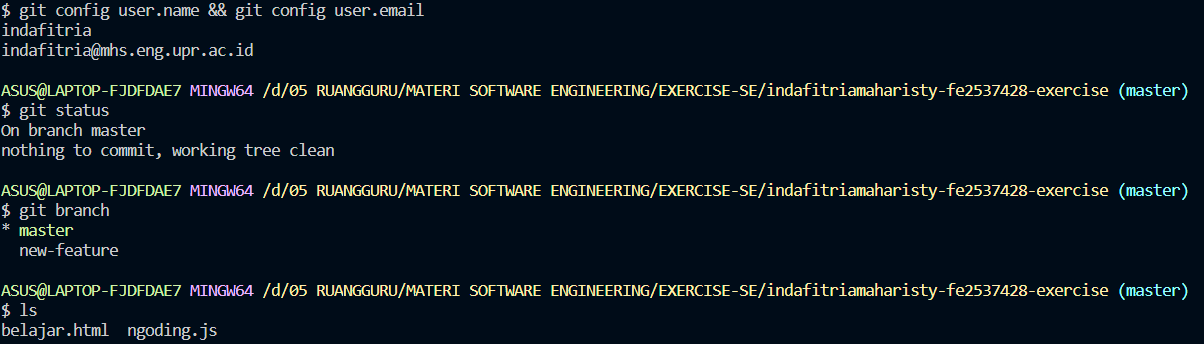 $ git config user.name && git config user.email
indafitria
indafitria@mhs.eng.upr.ac.id
ASUS@LAPTOP-FJDFDAE7 MINGW64 /d/05 RUANGGURU/MATERI SOFTWARE ENGINEERING/EXERCISE-SE/indafitriamaharisty-fe2537428-exercise (master)
$ git status
On branch master
nothing to commit, working tree clean
ASUS@LAPTOP-FJDFDAE7 MINGW64 /d/05 RUANGGURU/MATERI SOFTWARE ENGINEERING/EXERCISE-SE/indafitriamaharisty-fe2537428-exercise (master)
$ git branch
* master
  new-feature
ASUS@LAPTOP-FJDFDAE7 MINGW64 /d/05 RUANGGURU/MATERI SOFTWARE ENGINEERING/EXERCISE-SE/indafitriamaharisty-fe2537428-exercise (master)
$ ls
belajar.html  ngoding.js